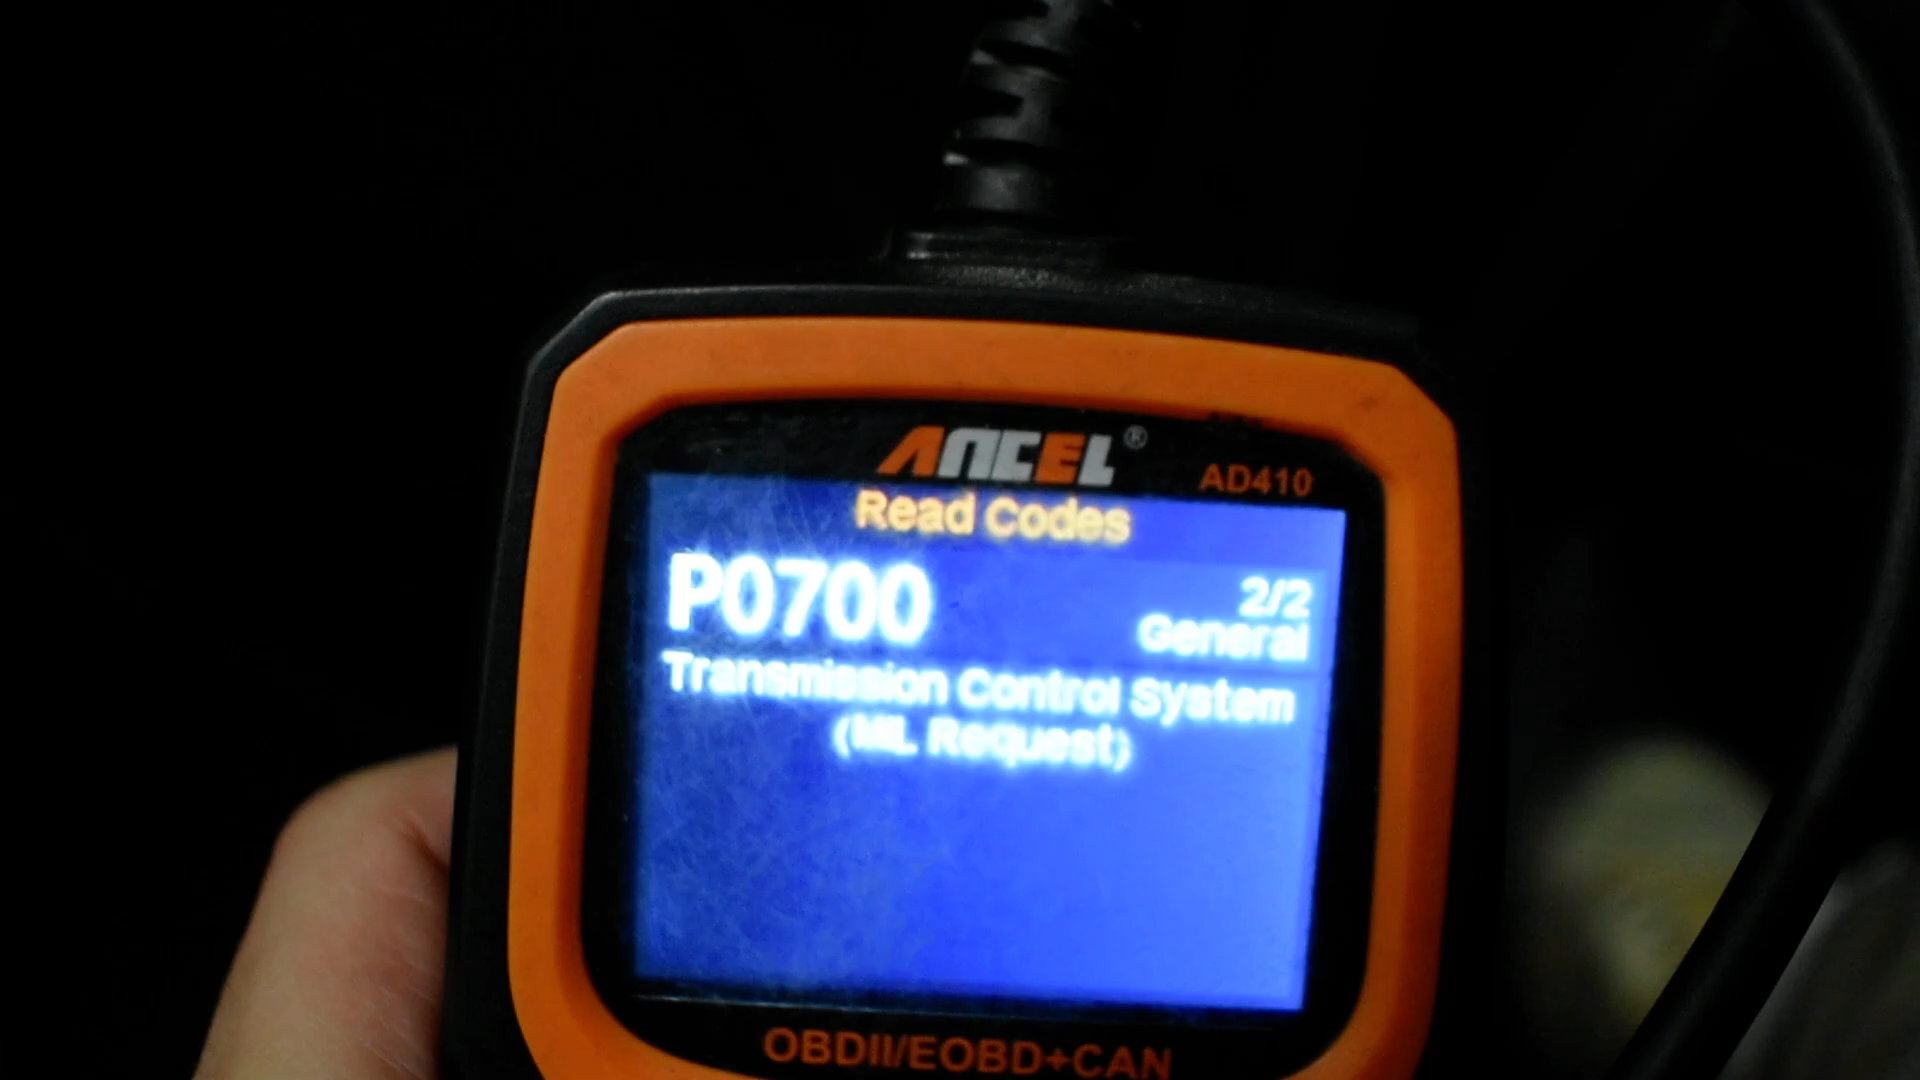 ANCEL®
AD410
Read Codes
P0700
2/2
General
Transmission Control System
(MIL Request)
OBDII/EOBD+CAN